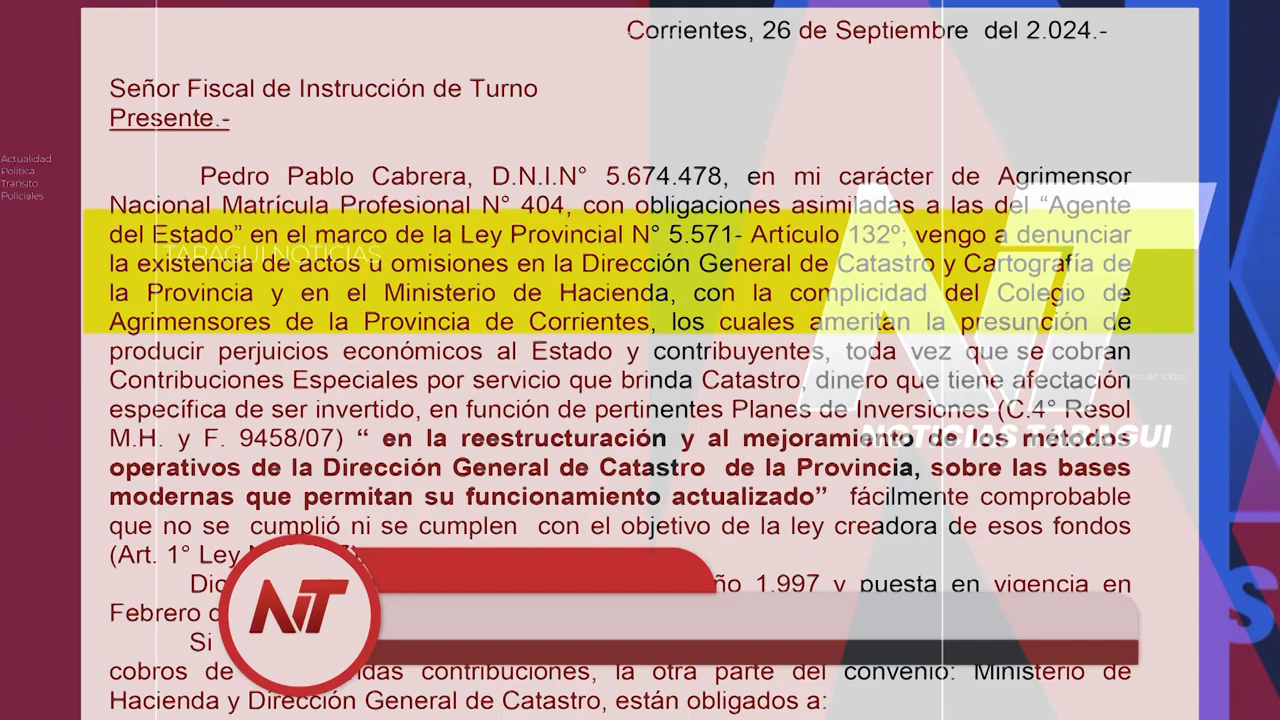 Corrientes, 26 de Septiembre del 2.024.-
Señor Fiscal de Instrucción de Turno
Presente.-
Actualidad
Política
Transito
Policiales
Pedro Pablo Cabrera, D.N.I.N° 5.674.478, en mi carácter de Agrimensor
Nacional Matrícula Profesional N° 404, con obligaciones asimiladas a las del “Agente
del Estado” en el marco de la Ley Provincial N° 5.571- Artículo 132º; vengo a denunciar
TARAGUI NOTICIAS
la existencia de actos u omisiones en la Dirección General de Catastro y Cartografía de
la Provincia y en el Ministerio de Hacienda, con la complicidad del Colegio de
Agrimensores de la Provincia de Corrientes, los cuales ameritan la presunción de
producir perjuicios económicos al Estado y contribuyentes, toda vez que se cobran
Contribuciones Especiales por servicio que brinda Catastro, dinero que tiene afectación
específica de ser invertido, en función de pertinentes Planes de Inversiones (C.4° Resol
M.H. y F. 9458/07) “ en la reestructuración y al mejoramiento de los métodos
operativos de la Dirección General de Catastro de la Provincia, sobre las bases
modernas que permitan su funcionamiento actualizado” fácilmente comprobable
que no se cumplió ni se cumplen con el objetivo de la ley creadora de esos fondos
(Art. 1° Ley
1.997 y puesta en vigencia en
Febrero
Si
cobros de contribuciones, la otra parte del convenio: Ministerio de
Hacienda y Dirección General de Catastro, están obligados a:
NT
NOTICIAS TARAGUI
NT